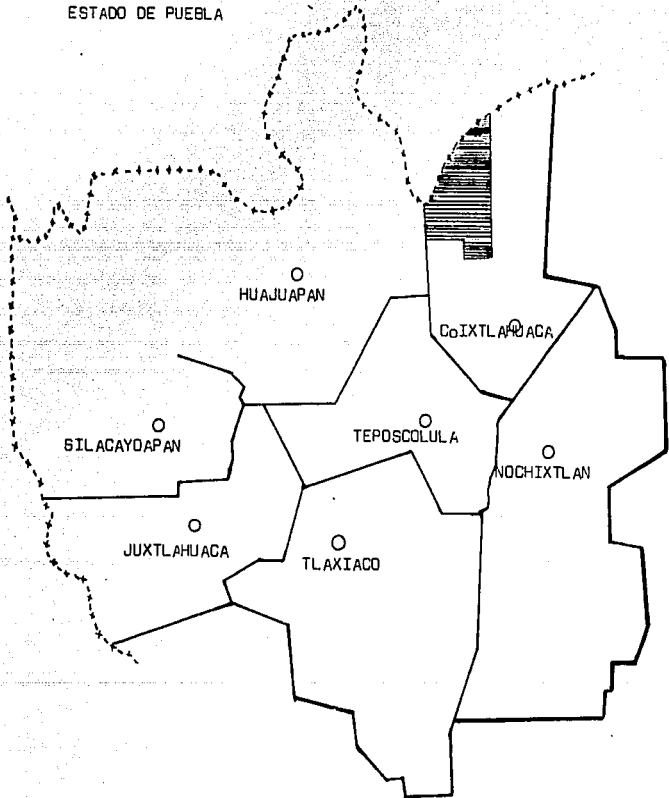 ESTADO DE PUEBLA
HUAJUAPAN
CoIXTLAHUACA
SILACAYOAPAN
TEPOSCOLULA
NOCHIXTLAN
JUXTLAHUACA
TLAXIACO